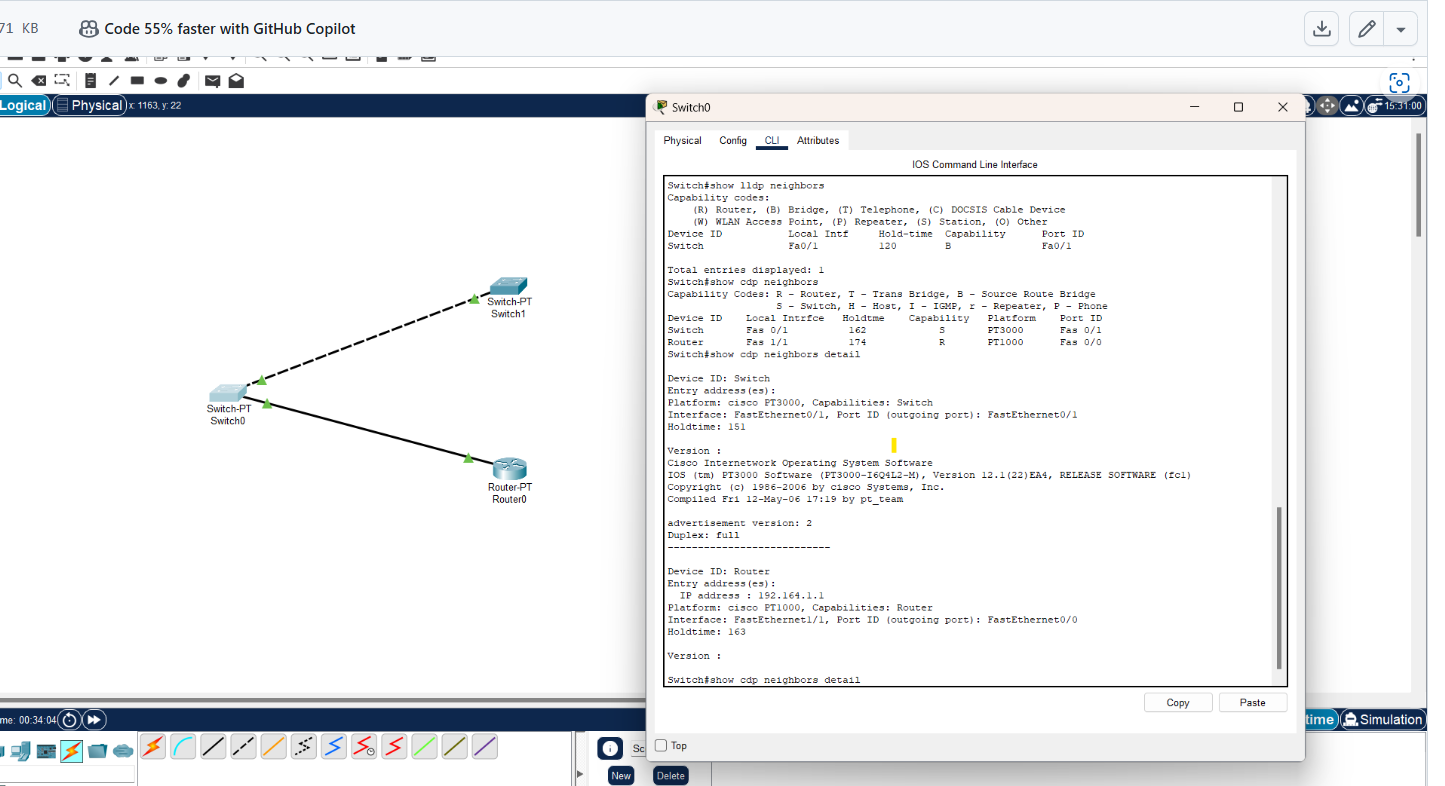 71 KB
Code 55% faster with GitHub Copilot
Logical
Physical
x: 1163, y: 22
15:31:00
Switch0
Physical Config CLI Attributes
IOS Command Line Interface
Switch#show lldp neighbors
Capability codes:
(R) Router, (B) Bridge, (T) Telephone, (C) DOCSIS Cable Device
(W) WLAN Access Point, (P) Repeater, (S) Station, (O) Other
Device ID Local Intf Hold-time Capability Port ID
Switch Fa0/1 120 B Fa0/1
Total entries displayed: 1
Switch#show cdp neighbors
Capability Codes: R - Router, T - Trans Bridge, B - Source Route Bridge
S - Switch, H - Host, I - IGMP, r - Repeater, P - Phone
Device ID Local Intrfce Holdtme Capability Platform Port ID
Switch Fas 0/1 162 S PT3000 Fas 0/1
Router Fas 1/1 174 R PT1000 Fas 0/0
Switch#show cdp neighbors detail
Device ID: Switch
Entry address(es):
Platform: cisco PT3000, Capabilities: Switch
Interface: FastEthernet0/1, Port ID (outgoing port): FastEthernet0/1
Holdtime: 151
Version :
Cisco Internetwork Operating System Software
IOS (tm) PT3000 Software (PT3000-I6Q4L2-M), Version 12.1(22)EA4, RELEASE SOFTWARE (fc1)
Copyright (c) 1986-2006 by cisco Systems, Inc.
Compiled Fri 12-May-06 17:19 by pt_team
advertisement version: 2
Duplex: full
---------------------------
Device ID: Router
Entry address(es):
IP address : 192.164.1.1
Platform: cisco PT1000, Capabilities: Router
Interface: FastEthernet1/1, Port ID (outgoing port): FastEthernet0/0
Holdtime: 163
Version :
Switch#show cdp neighbors detail
Copy
Paste
Top
Switch-PT
Switch1
Switch-PT
Switch0
Router-PT
Router0
me: 00:34:04
time
Simulation
Sc
New
Delete